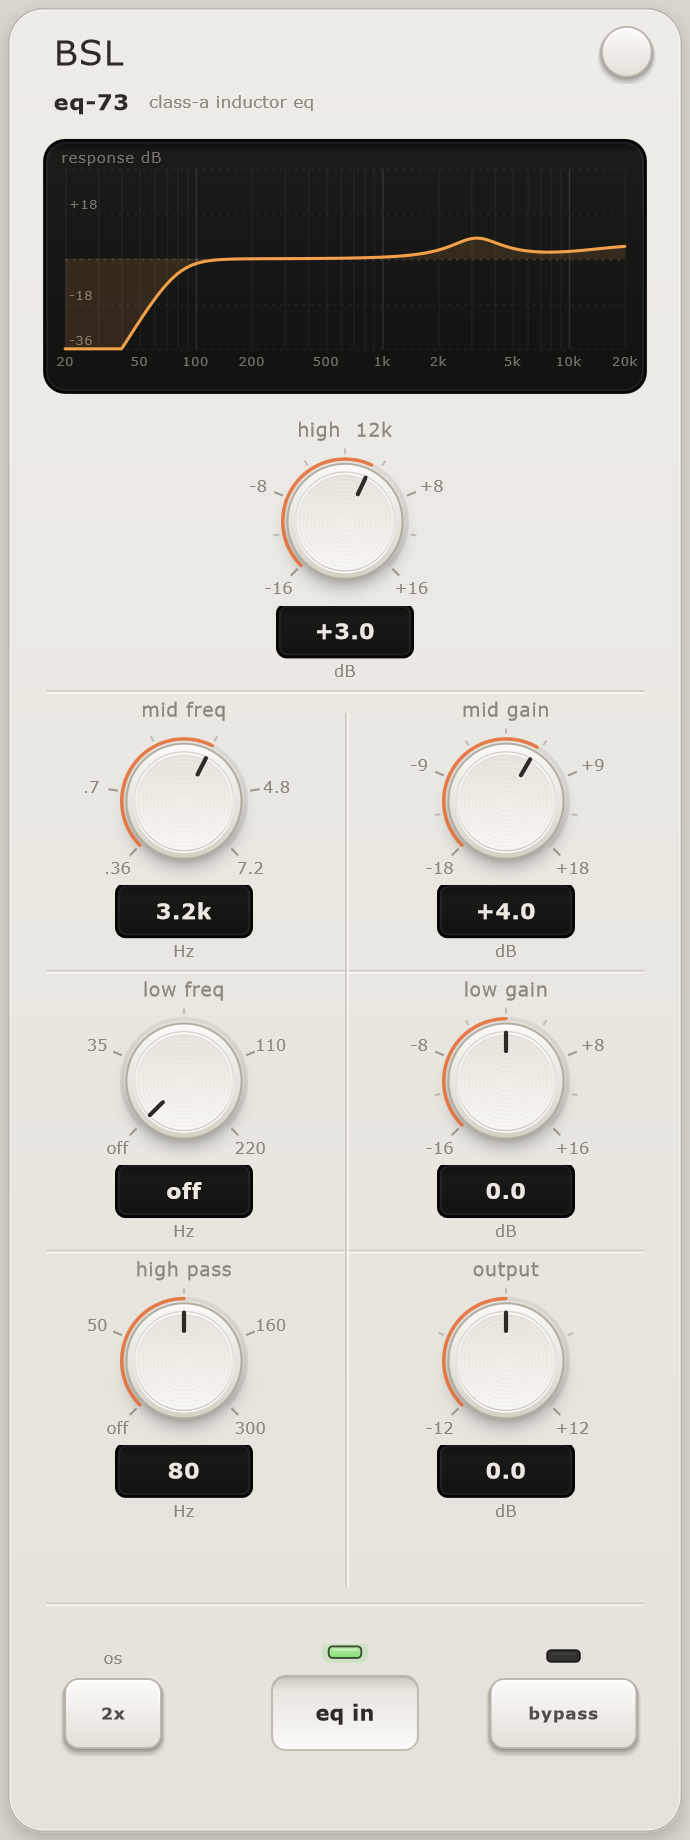 BSL
eq-73 class-a inductor eq
response dB
+18
-18
-36
20 50 100 200 500 1k 2k 5k 10k 20k
high 12k
-8 +8
-16 +16
+3.0
dB
mid freq mid gain
.7 4.8 -9 +9
.36 7.2 -18 +18
3.2k +4.0
Hz dB
low freq low gain
35 110 -8 +8
off 220 -16 +16
off 0.0
Hz dB
high pass output
50 160
off 300 -12 +12
80 0.0
Hz dB
os
2x eq in bypass